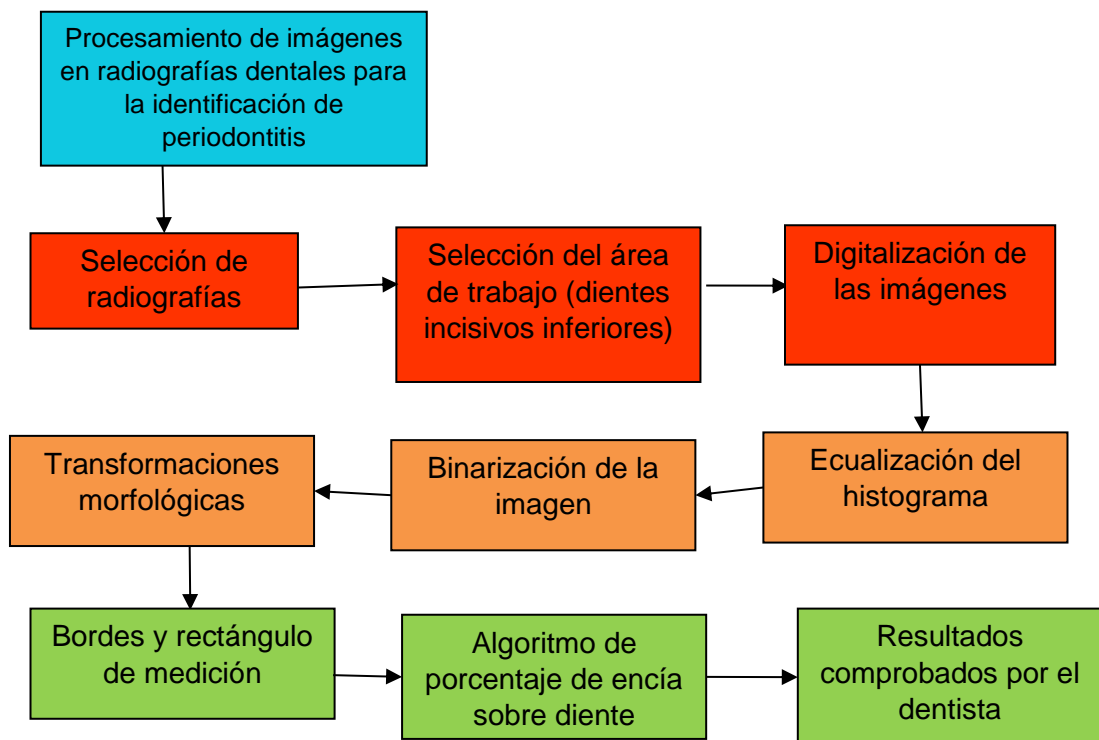 Procesamiento de imágenes
en radiografías dentales para
la identificación de
periodontitis
Selección de
radiografías
Selección del área
de trabajo (dientes
incisivos inferiores)
Digitalización de
las imágenes
Ecualización del
histograma
Binarización de la
imagen
Transformaciones
morfológicas
Bordes y rectángulo
de medición
Algoritmo de
porcentaje de encía
sobre diente
Resultados
comprobados por el
dentista